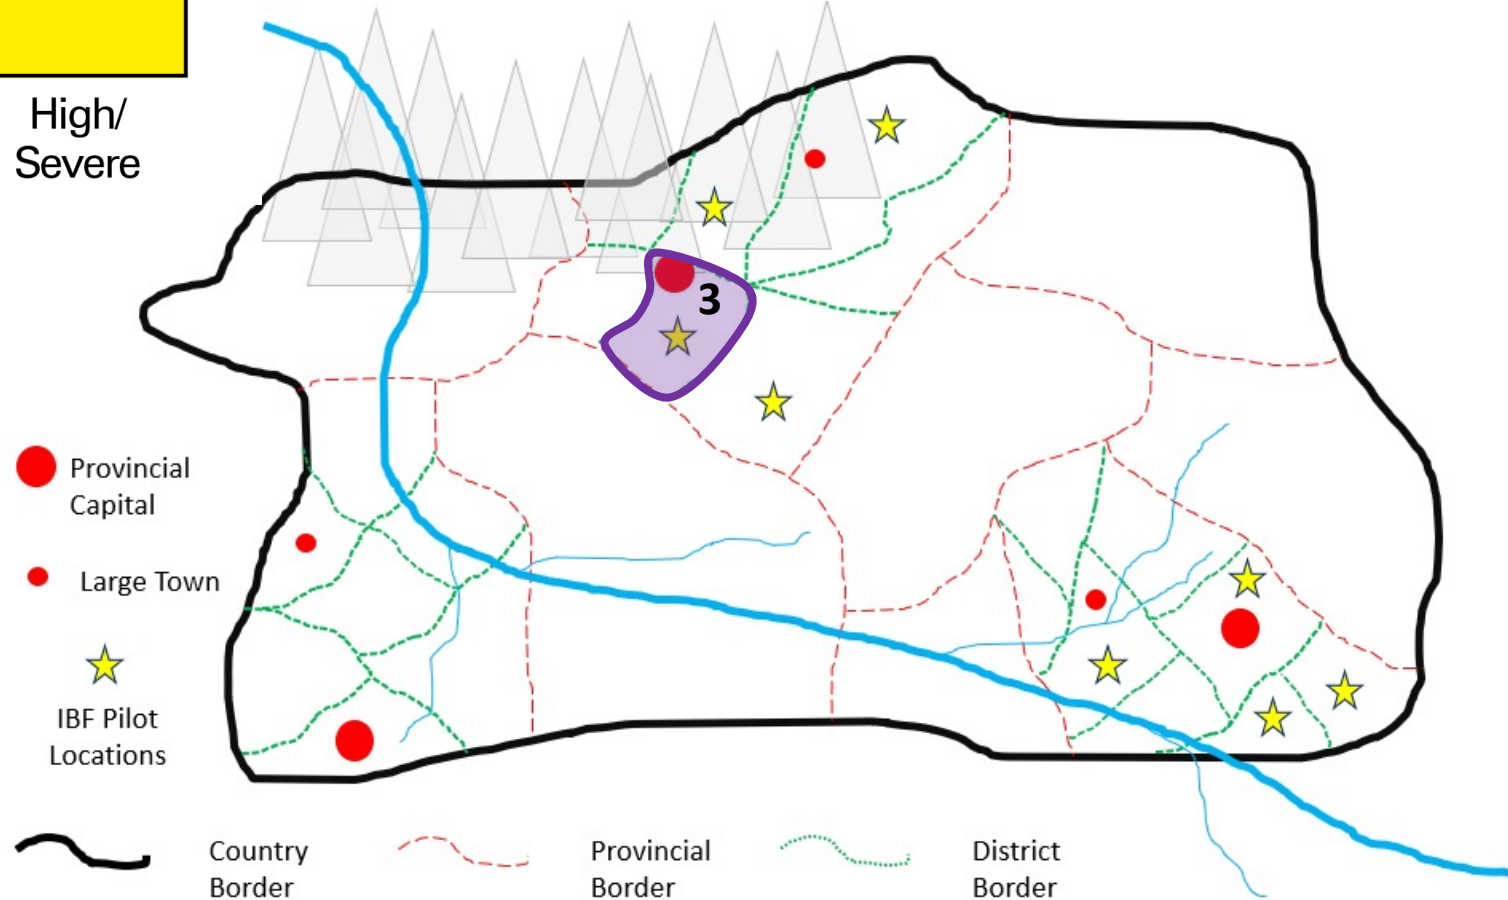 High/
Severe
3
Provincial
Capital
Large Town
IBF Pilot
Locations
Country
Border
Provincial
Border
District
Border